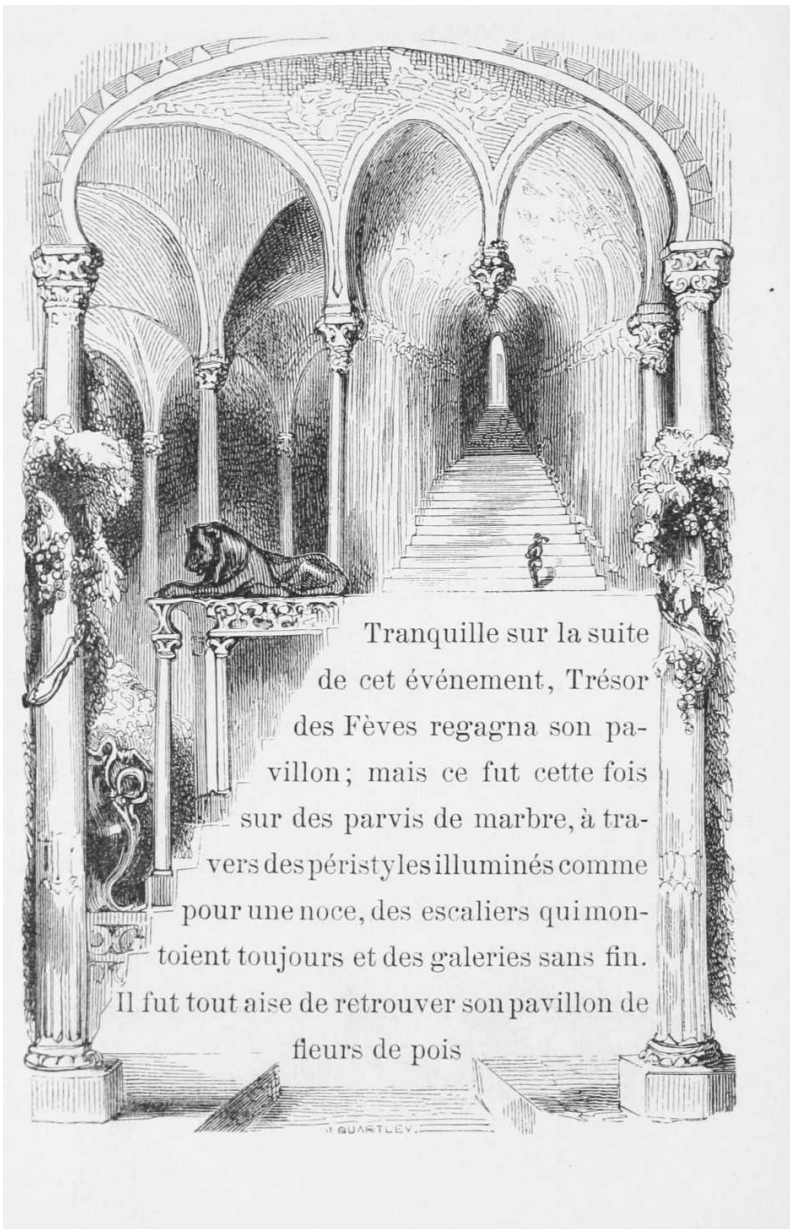 Tranquille sur la suite
de cet événement, Trésor
des Fèves regagna son pa-
villon; mais ce fut cette fois
sur des parvis de marbre, à tra-
vers des péristyles illuminés comme
pour une noce, des escaliers qui mon-
toient toujours et des galeries sans fin.
Il fut tout aise de retrouver son pavillon de
fleurs de pois
J QUARTLEY.